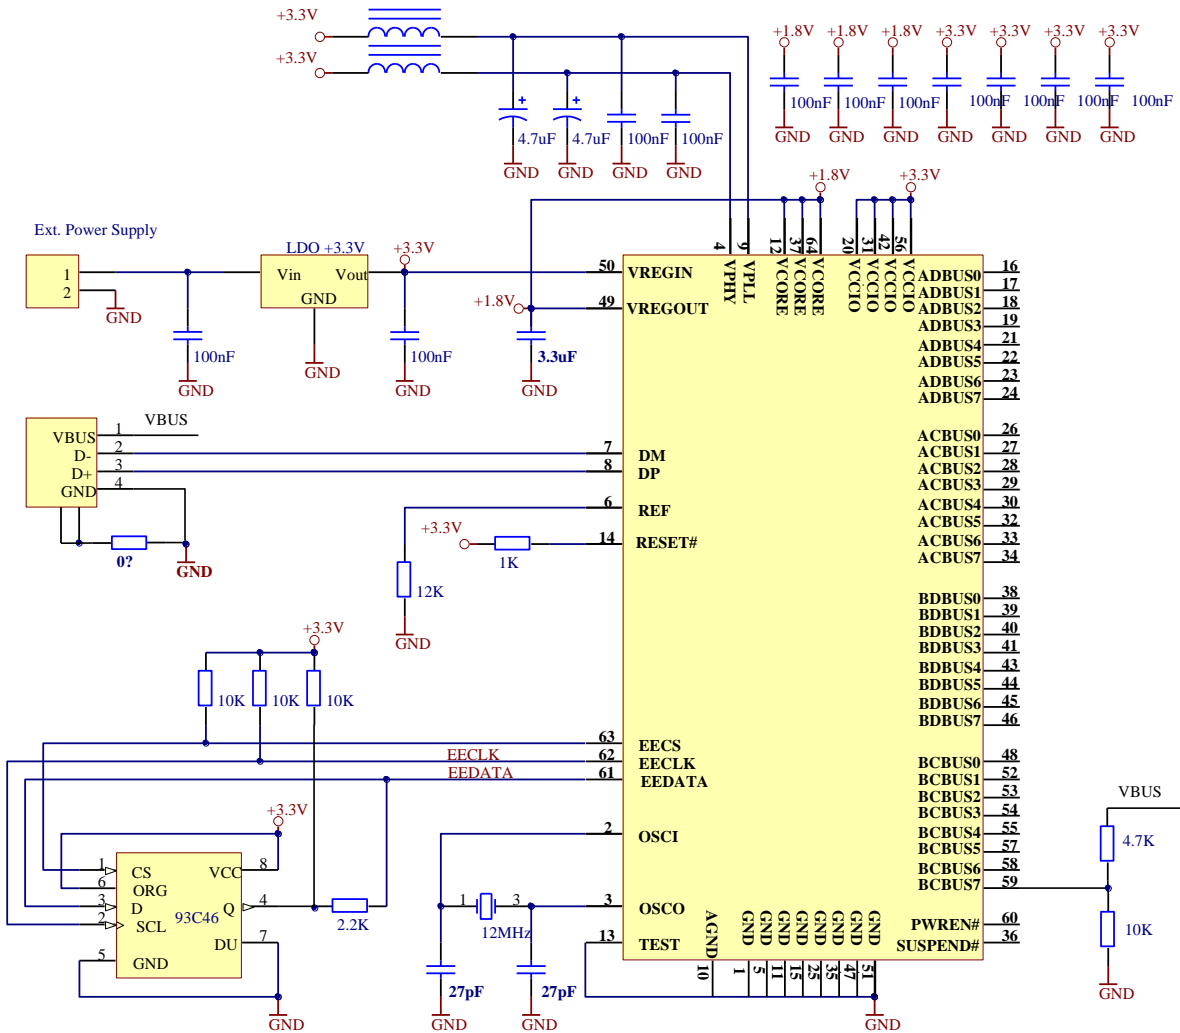 +3.3V
+3.3V
4.7uF
4.7uF
100nF
100nF
GND
GND
GND
GND
+1.8V
+1.8V
+1.8V
+3.3V
+3.3V
+3.3V
+3.3V
100nF
100nF
100nF
100nF
100nF
100nF
100nF
GND
GND
GND
GND
GND
GND
GND
+1.8V
+3.3V
Ext. Power Supply
1
2
GND
100nF
GND
LDO +3.3V
Vin
Vout
GND
GND
+3.3V
100nF
GND
+1.8V
3.3uF
GND
VBUS
VBUS
1
D-
2
D+
3
GND
4
0?
GND
12K
GND
+3.3V
1K
+3.3V
10K
10K
10K
EECLK
EEDATA
+3.3V
1
CS
6
ORG
3
D
2
SCL
5
GND
93C46
VCC
8
Q
4
DU
7
2.2K
GND
1
3
12MHz
27pF
27pF
GND
GND
50
VREGIN
49
VREGOUT
7
DM
8
DP
6
REF
14
RESET#
63
EECS
62
EECLK
61
EEDATA
2
OSCI
3
OSCO
13
TEST
4
VPHY
9
VPLL
12
VCORE
37
VCORE
64
VCORE
20
VCCIO
31
VCCIO
42
VCCIO
56
VCCIO
ADBUS0
16
ADBUS1
17
ADBUS2
18
ADBUS3
19
ADBUS4
21
ADBUS5
22
ADBUS6
23
ADBUS7
24
ACBUS0
26
ACBUS1
27
ACBUS2
28
ACBUS3
29
ACBUS4
30
ACBUS5
32
ACBUS6
33
ACBUS7
34
BDBUS0
38
BDBUS1
39
BDBUS2
40
BDBUS3
41
BDBUS4
43
BDBUS5
44
BDBUS6
45
BDBUS7
46
BCBUS0
48
BCBUS1
52
BCBUS2
53
BCBUS3
54
BCBUS4
55
BCBUS5
57
BCBUS6
58
BCBUS7
59
PWREN#
60
SUSPEND#
36
AGND
10
GND
1
GND
5
GND
11
GND
15
GND
25
GND
35
GND
47
GND
51
GND
VBUS
4.7K
10K
GND